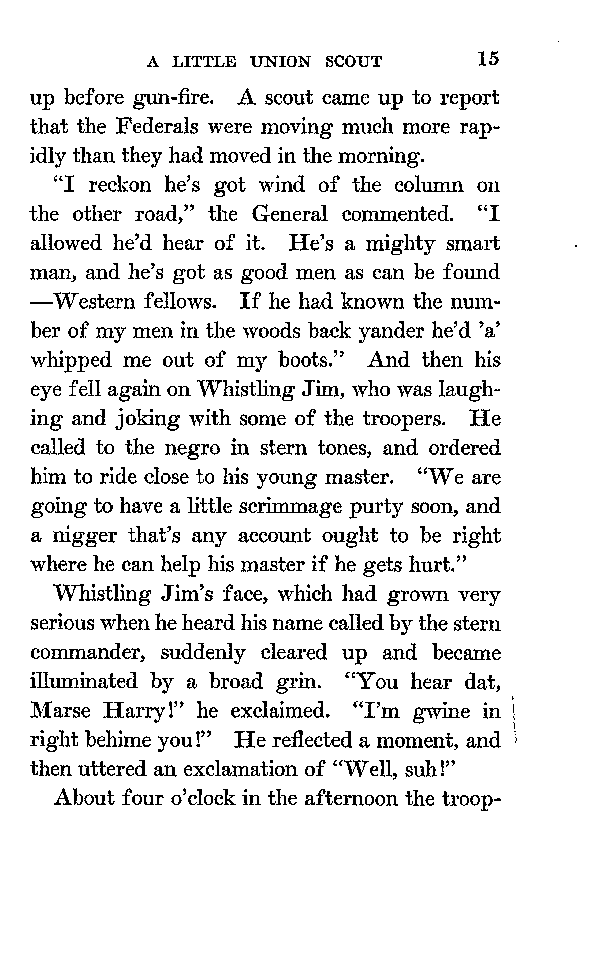 A LITTLE UNION SCOUT 15
up before gun-fire. A scout came up to report
that the Federals were moving much more rap-
idly than they had moved in the morning.
“I reckon he’s got wind of the column on
the other road,” the General commented. “I
allowed he’d hear of it. He’s a mighty smart
man, and he’s got as good men as can be found
—Western fellows. If he had known the num-
ber of my men in the woods back yander he’d ’a’
whipped me out of my boots.” And then his
eye fell again on Whistling Jim, who was laugh-
ing and joking with some of the troopers. He
called to the negro in stern tones, and ordered
him to ride close to his young master. “We are
going to have a little scrimmage purty soon, and
a nigger that’s any account ought to be right
where he can help his master if he gets hurt.”
Whistling Jim’s face, which had grown very
serious when he heard his name called by the stern
commander, suddenly cleared up and became
illuminated by a broad grin. “You hear dat,
Marse Harry!” he exclaimed. “I’m gwine in
right behime you!” He reflected a moment, and
then uttered an exclamation of “Well, suh!”
About four o’clock in the afternoon the troop-